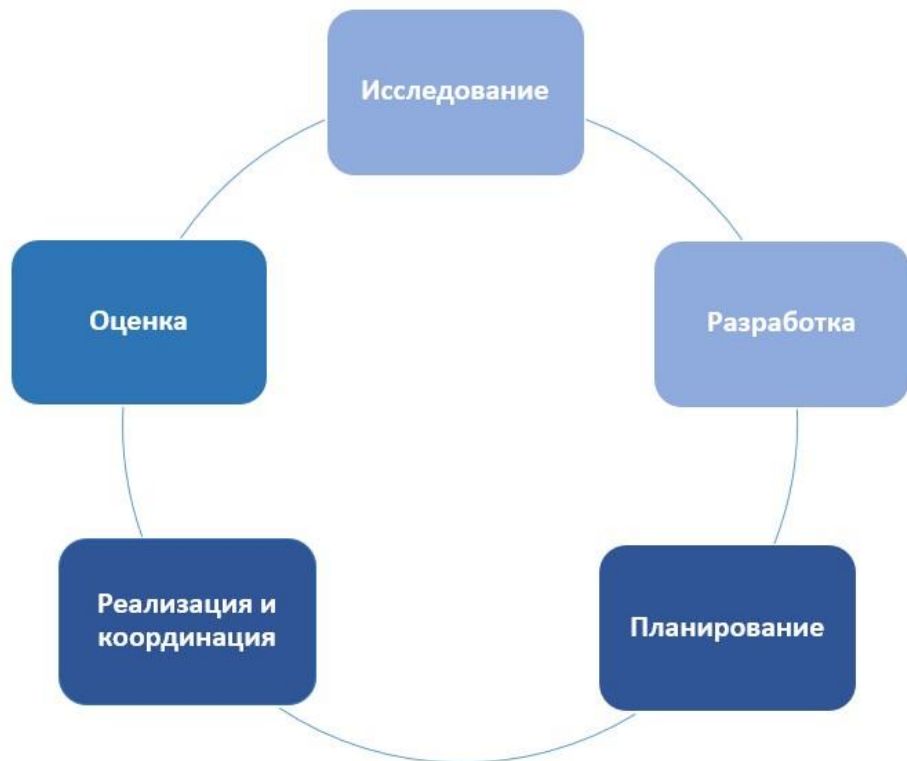 Исследование
Разработка
Планирование
Реализация и
координация
Оценка